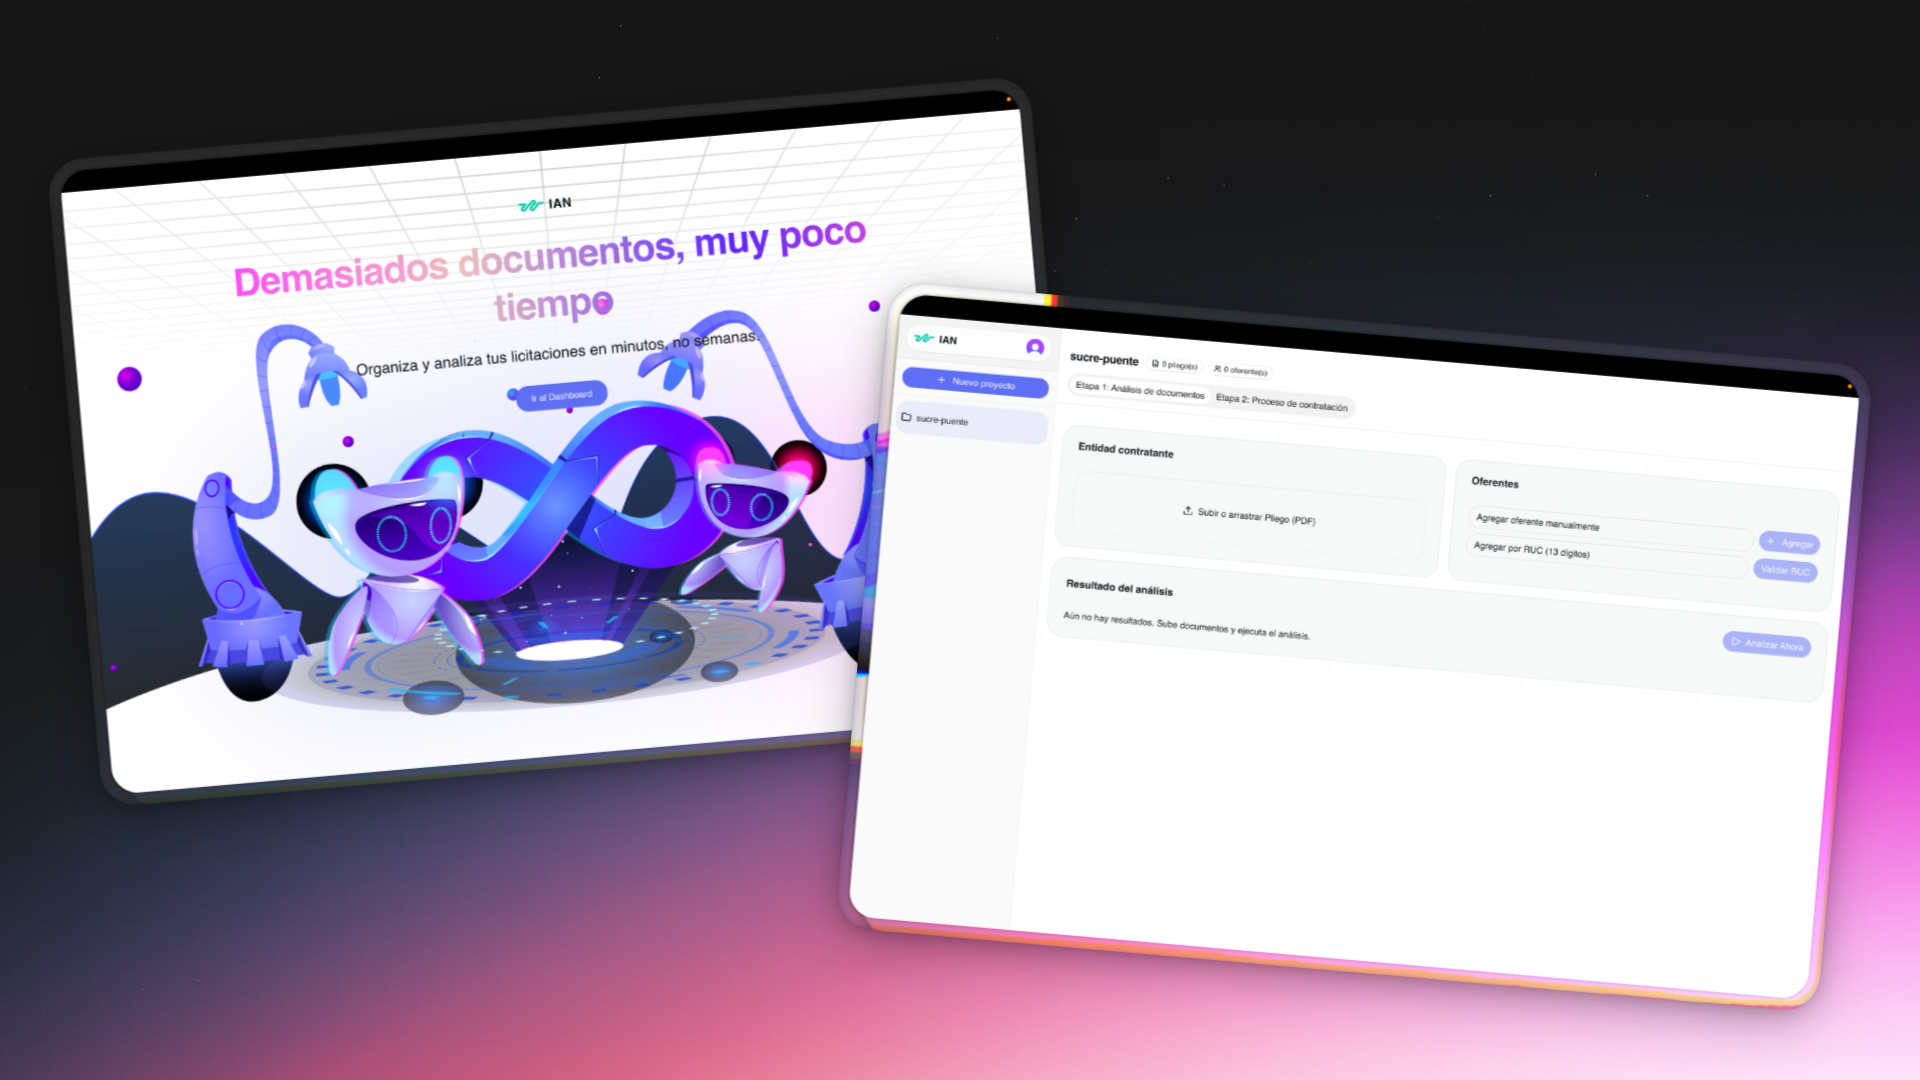 IAN
Demasiados documentos, muy poco
tiempo
Organiza y analiza tus licitaciones en minutos, no semanas.
Ir al Dashboard
IAN
+ Nuevo proyecto
sucre-puente
sucre-puente
0 pliego(s)
0 oferente(s)
Etapa 1: Análisis de documentos
Etapa 2: Proceso de contratación
Entidad contratante
Subir o arrastrar Pliego (PDF)
Oferentes
Agregar oferente manualmente
+ Agregar
Agregar por RUC (13 dígitos)
Validar RUC
Resultado del análisis
Aún no hay resultados. Sube documentos y ejecuta el análisis.
Analizar Ahora